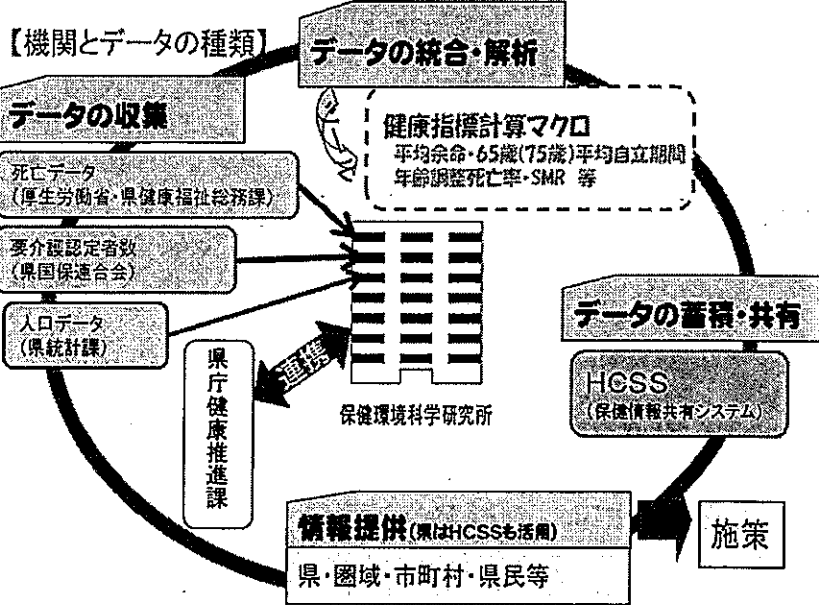 【機関とデータの種類】
データの統合・解析
データの収集
健康指標計算マクロ
平均余命・65歳(75歳)平均自立期間
年齢調整死亡率・SMR 等
死亡データ
(厚生労働省・県健康福祉総務課)
要介護認定者数
(県国保連合会)
人口データ
(県統計課)
データの蓄積・共有
HCSS
(保健情報共有システム)
連携
県庁健康推進課
保健環境科学研究所
情報提供(県はHCSSも活用)
県・圏域・市町村・県民等
施策